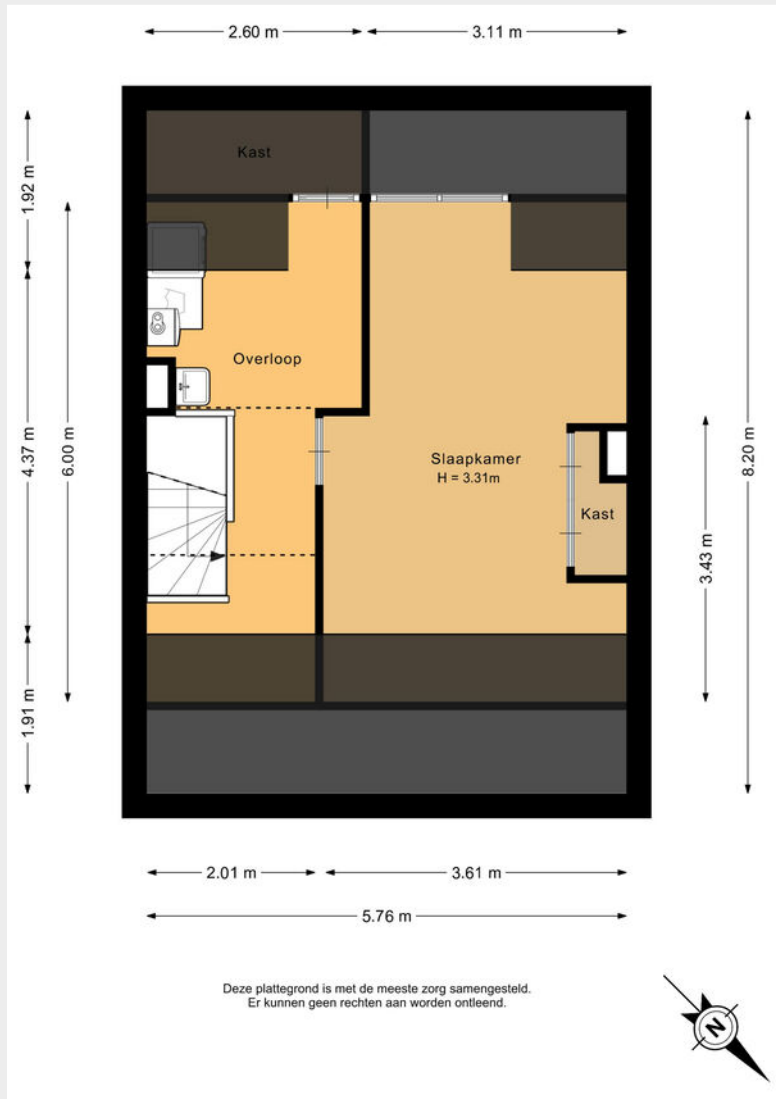 2.60 m
3.11 m
Kast
1.92 m
Overloop
4.37 m
6.00 m
8.20 m
Slaapkamer
H = 3.31m
Kast
3.43 m
1.91 m
2.01 m
3.61 m
5.76 m
Deze plattegrond is met de meeste zorg samengesteld.
Er kunnen geen rechten aan worden ontleend.
N